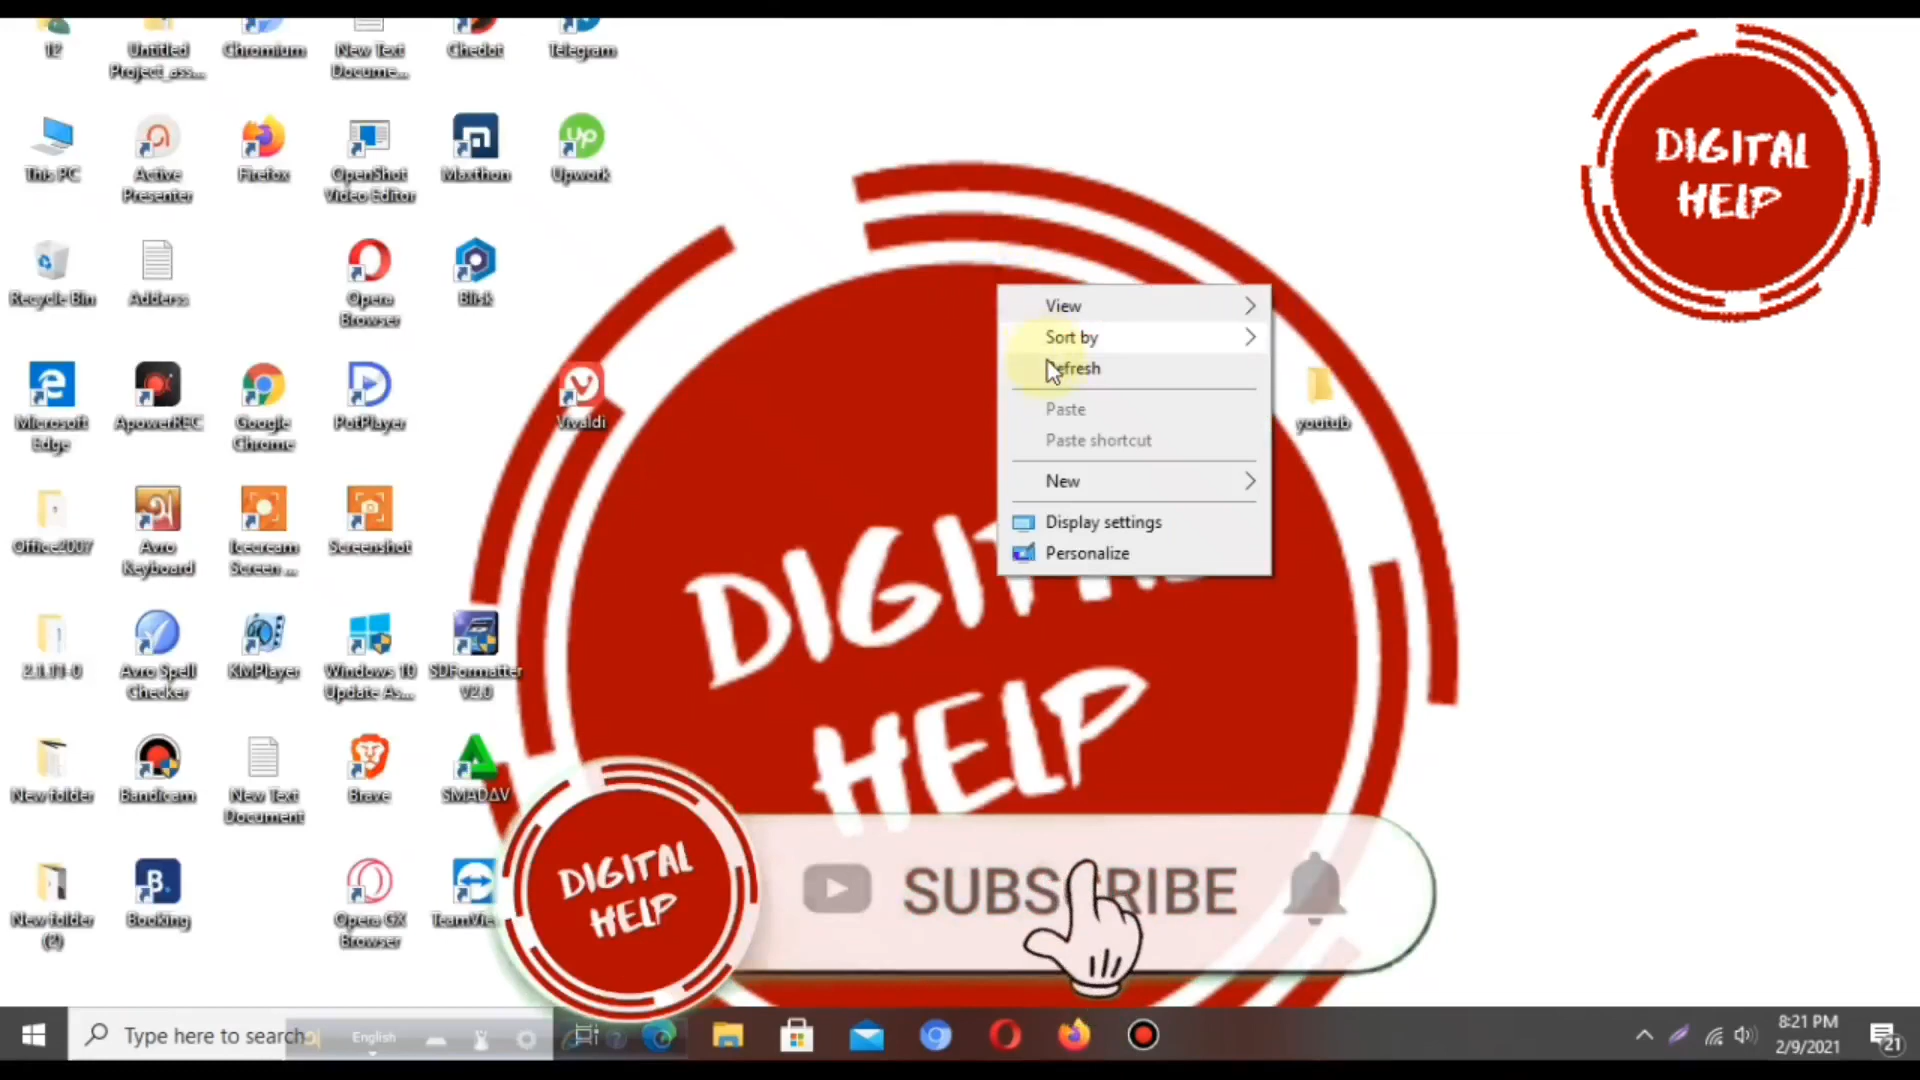 12
Untitled
Project_ass...
Chromium
New Text
Docume...
Chedot
Telegram
This PC
Active
Presenter
Firefox
OpenShot
Video Editor
Maxthon
Upwork
Recycle Bin
Adderss
Opera
Browser
Blisk
Microsoft
Edge
ApowerREC
Google
Chrome
PotPlayer
Vivaldi
youtub
Office2007
Avro
Keyboard
Icecream
Screen ...
Screenshot
2.1.11-0
Avro Spell
Checker
KMPlayer
Windows 10
Update As...
SDFormatter
V2.0
New folder
Bandicam
New Text
Document
Brave
SMADAV
New folder
(2)
Booking
Opera GX
Browser
TeamVie
View
Sort by
Refresh
Paste
Paste shortcut
New
Display settings
Personalize
DIGITAL
HELP
DIGITAL
HELP
DIGITAL
HELP
SUBSCRIBE
Type here to search
English
8:21 PM
2/9/2021
21